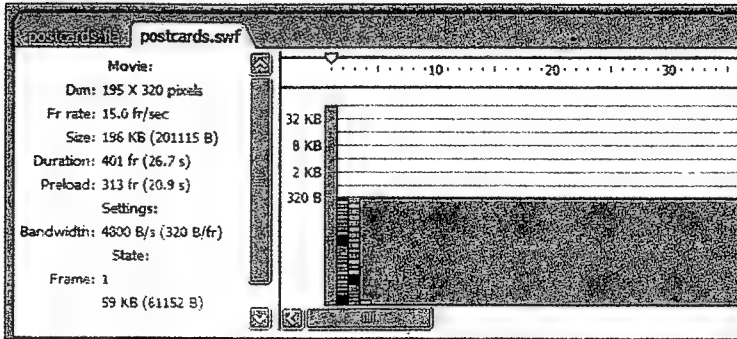 postcards.fla postcards.swf
Movie:
Dim: 195 X 320 pixels
Fr rate: 15.0 fr/sec
Size: 196 KB (201115 B)
Duration: 401 fr (26.7 s)
Preload: 313 fr (20.9 s)
Settings:
Bandwidth: 4800 B/s (320 B/fr)
State:
Frame: 1
59 KB (61152 B)
10 20 30
32 KB
8 KB
2 KB
320 B